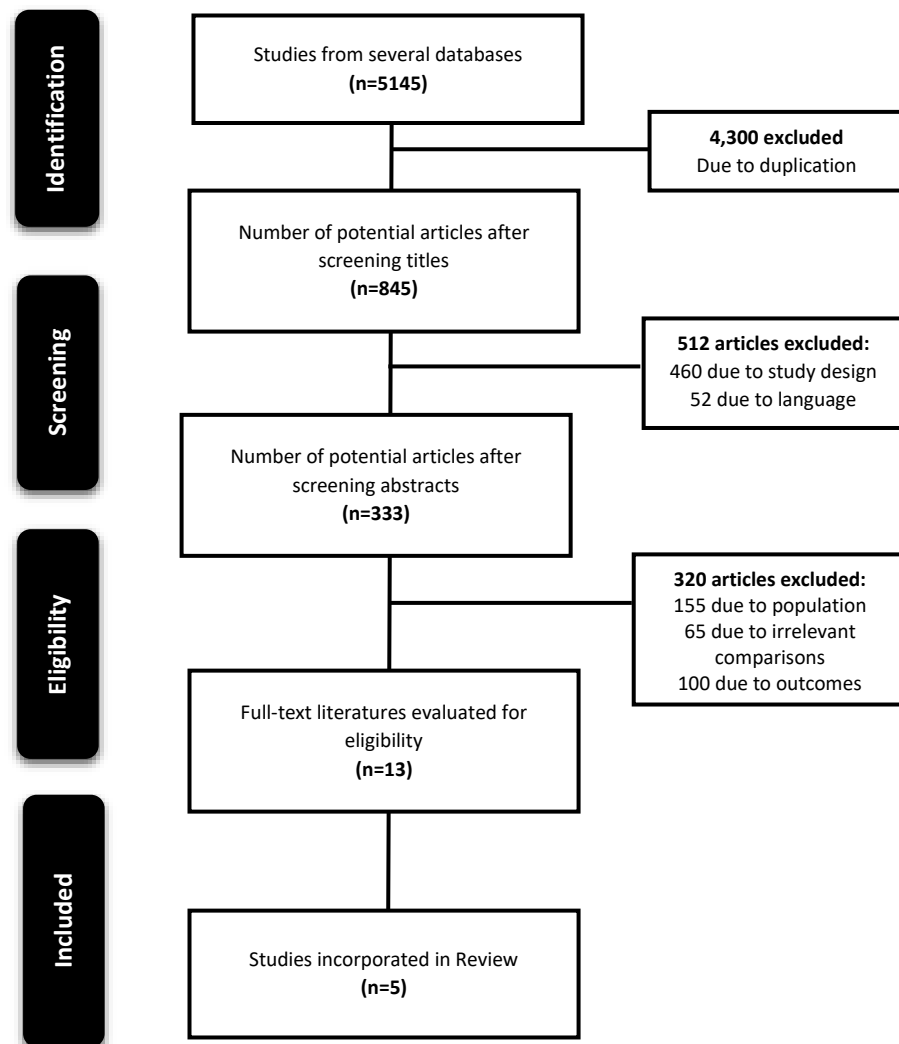 Identification
Studies from several databases
(n=5145)
4,300 excluded
Due to duplication
Number of potential articles after
screening titles
(n=845)
Screening
512 articles excluded:
460 due to study design
52 due to language
Number of potential articles after
screening abstracts
(n=333)
Eligibility
320 articles excluded:
155 due to population
65 due to irrelevant
comparisons
100 due to outcomes
Full-text literatures evaluated for
eligibility
(n=13)
Included
Studies incorporated in Review
(n=5)